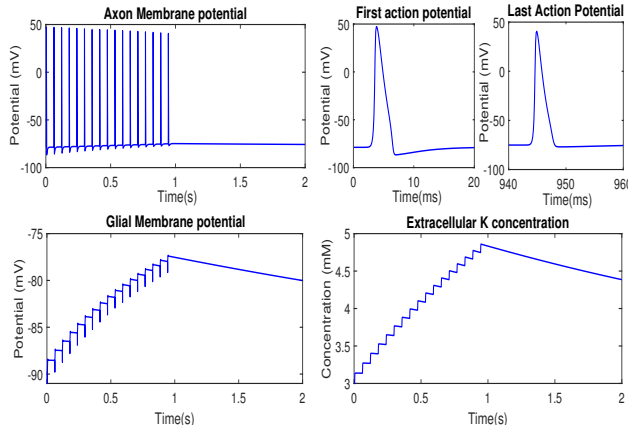 Axon Membrane potential
Potential (mV)
50
0
-50
-100
0 0.5 1 1.5 2
Time(s)
First action potential
Potential (mV)
50
0
-50
-100
0 10 20
Time(ms)
Last Action Potential
Potential (mV)
50
0
-50
-100
940 950 960
Time(ms)
Glial Membrane potential
Potential (mV)
-75
-80
-85
-90
0 0.5 1 1.5 2
Time(s)
Extracellular K concentration
Concentration (mM)
5
4.5
4
3.5
3
0 0.5 1 1.5 2
Time(s)